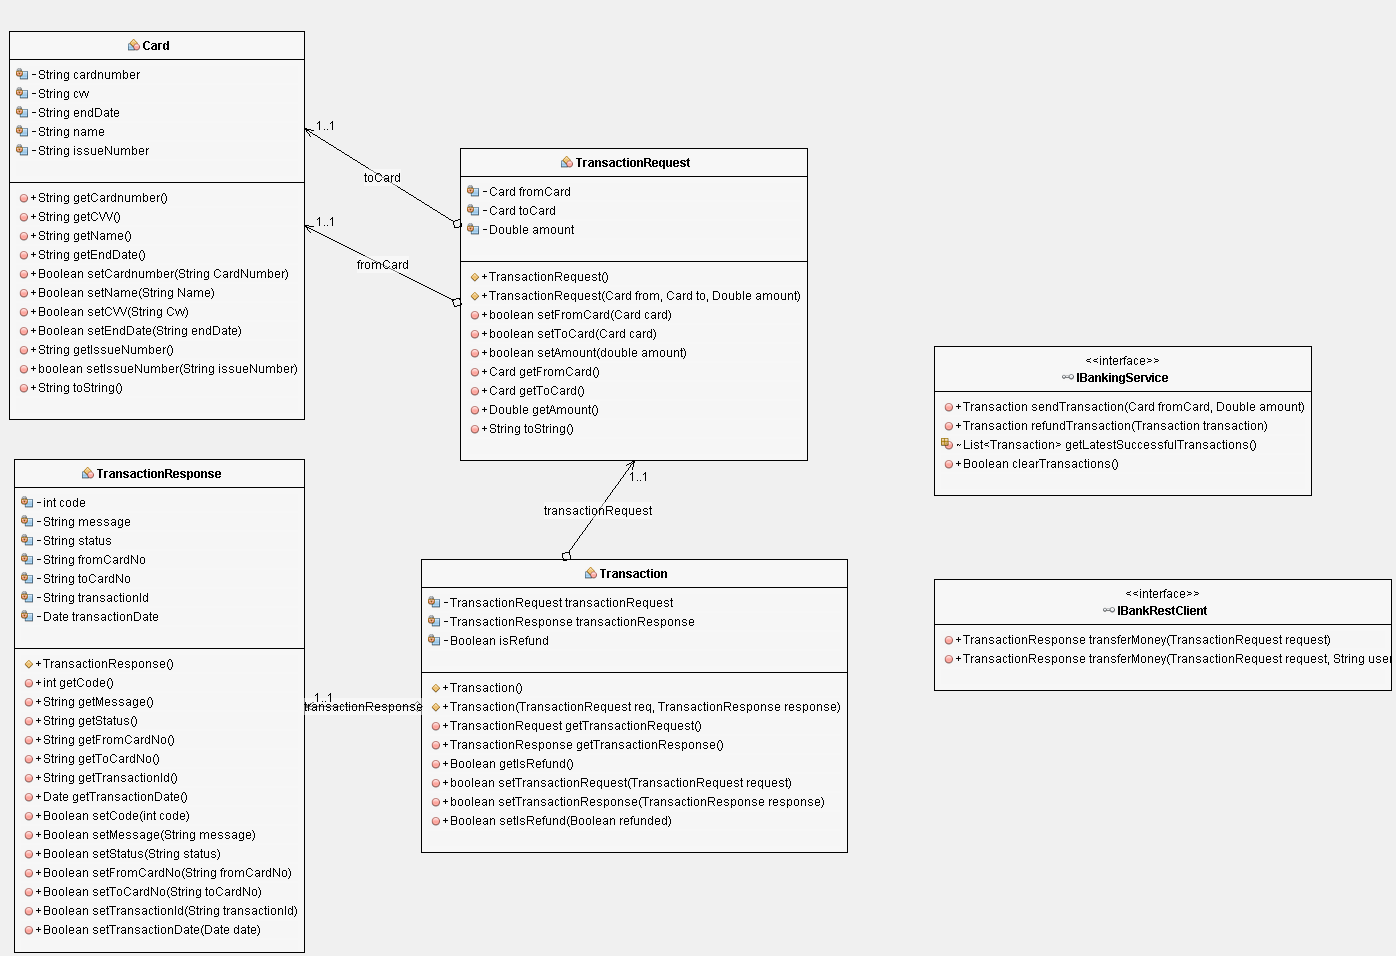 Card
-String cardnumber
-String cvv
-String endDate
-String name
-String issueNumber
+String getCardnumber()
+String getCVV()
+String getName()
+String getEndDate()
+Boolean setCardnumber(String CardNumber)
+Boolean setName(String Name)
+Boolean setCVV(String Cvv)
+Boolean setEndDate(String endDate)
+String getIssueNumber()
+boolean setIssueNumber(String issueNumber)
+String toString()
1..1
toCard
1..1
fromCard
TransactionRequest
-Card fromCard
-Card toCard
-Double amount
+TransactionRequest()
+TransactionRequest(Card from, Card to, Double amount)
+boolean setFromCard(Card card)
+boolean setToCard(Card card)
+boolean setAmount(double amount)
+Card getFromCard()
+Card getToCard()
+Double getAmount()
+String toString()
1..1
transactionRequest
<<interface>>
IBankingService
+Transaction sendTransaction(Card fromCard, Double amount)
+Transaction refundTransaction(Transaction transaction)
~List<Transaction> getLatestSuccessfulTransactions()
+Boolean clearTransactions()
TransactionResponse
-int code
-String message
-String status
-String fromCardNo
-String toCardNo
-String transactionId
-Date transactionDate
+TransactionResponse()
+int getCode()
+String getMessage()
+String getStatus()
+String getFromCardNo()
+String getToCardNo()
+String getTransactionId()
+Date getTransactionDate()
+Boolean setCode(int code)
+Boolean setMessage(String message)
+Boolean setStatus(String status)
+Boolean setFromCardNo(String fromCardNo)
+Boolean setToCardNo(String toCardNo)
+Boolean setTransactionId(String transactionId)
+Boolean setTransactionDate(Date date)
1..1
transactionResponse
Transaction
-TransactionRequest transactionRequest
-TransactionResponse transactionResponse
-Boolean isRefund
+Transaction()
+Transaction(TransactionRequest req, TransactionResponse response)
+TransactionRequest getTransactionRequest()
+TransactionResponse getTransactionResponse()
+Boolean getIsRefund()
+boolean setTransactionRequest(TransactionRequest request)
+boolean setTransactionResponse(TransactionResponse response)
+Boolean setIsRefund(Boolean refunded)
<<interface>>
IBankRestClient
+TransactionResponse transferMoney(TransactionRequest request)
+TransactionResponse transferMoney(TransactionRequest request, String user